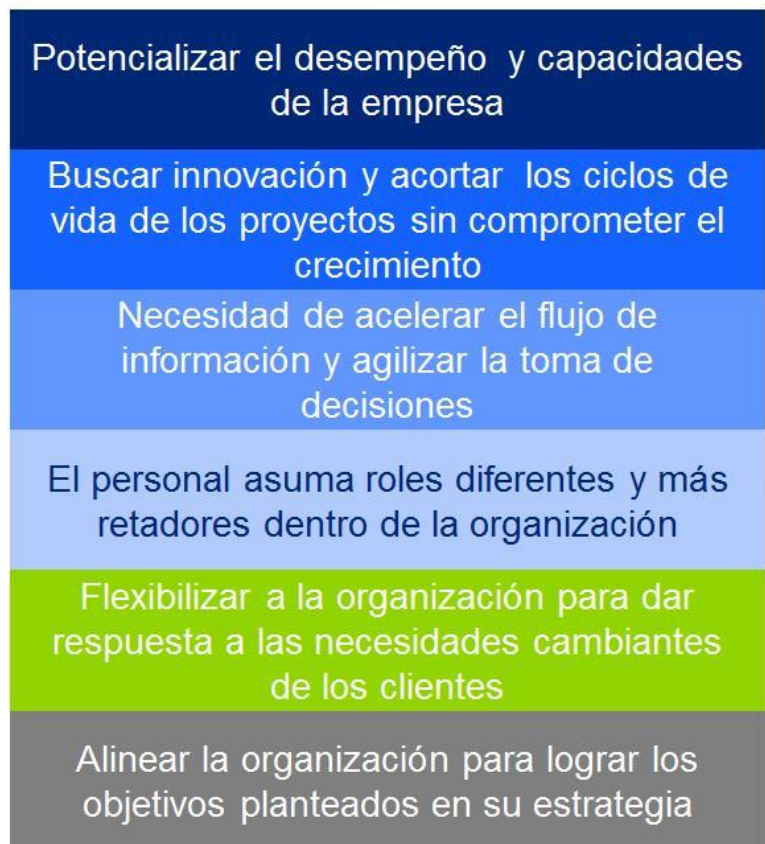 Potencializar el desempeño y capacidades
de la empresa
Buscar innovación y acortar los ciclos de
vida de los proyectos sin comprometer el
crecimiento
Necesidad de acelerar el flujo de
información y agilizar la toma de
decisiones
El personal asuma roles diferentes y más
retadores dentro de la organización
Flexibilizar a la organización para dar
respuesta a las necesidades cambiantes
de los clientes
Alinear la organización para lograr los
objetivos planteados en su estrategia